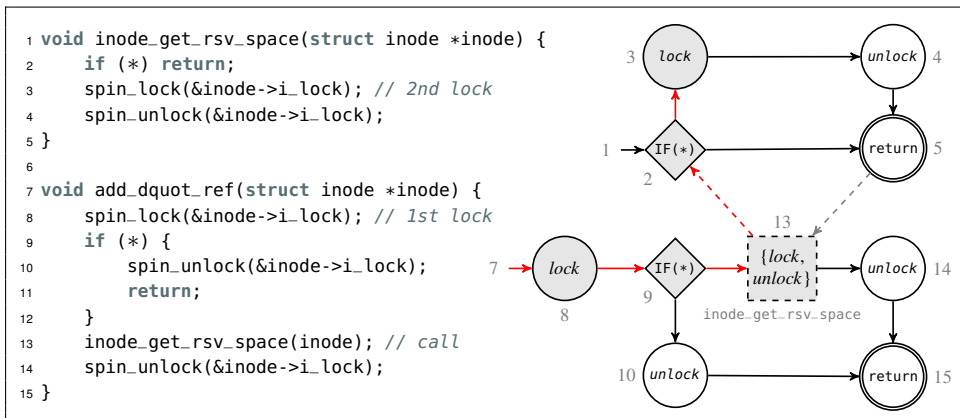 1 void inode_get_rsv_space(struct inode *inode) {
2 if (*) return;
3 spin_lock(&inode->i_lock); // 2nd lock
4 spin_unlock(&inode->i_lock);
5 }
6
7 void add_dquot_ref(struct inode *inode) {
8 spin_lock(&inode->i_lock); // 1st lock
9 if (*) {
10 spin_unlock(&inode->i_lock);
11 return;
12 }
13 inode_get_rsv_space(inode); // call
14 spin_unlock(&inode->i_lock);
15 }
3 lock unlock 4
1 IF(*) return 5
2
13
7 lock IF(*) {lock, unlock 14
unlock}
8 9 inode_get_rsv_space
10 unlock return 15